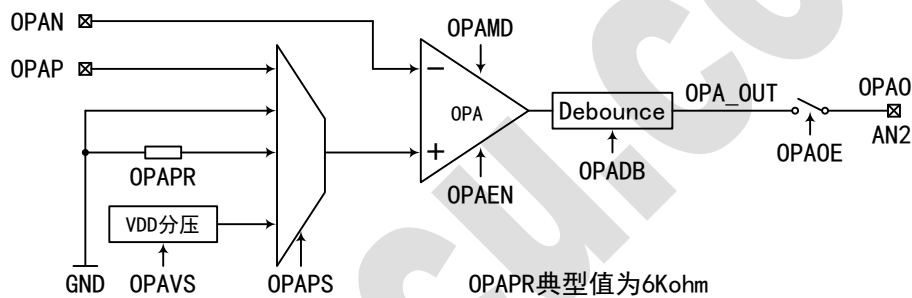 OPAN
OPAP
OPAMD
−
OPA
+
OPAEN
Debounce
OPADB
OPA_OUT
OPAOE
OPAO
AN2
OPAPR
VDD分压
GND
OPAVS
OPAPS
OPAPR典型值为6Kohm